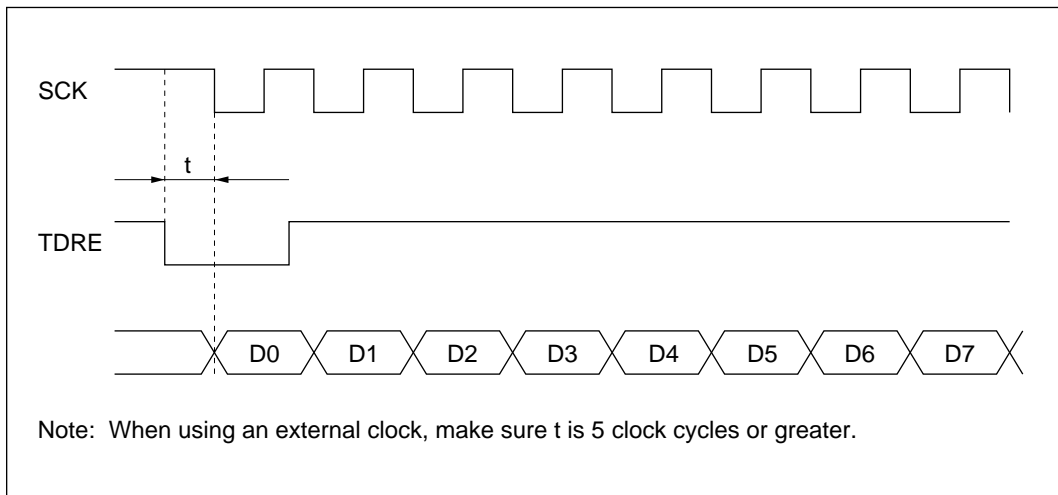 SCK
t
TDRE
D0 D1 D2 D3 D4 D5 D6 D7
Note: When using an external clock, make sure t is 5 clock cycles or greater.